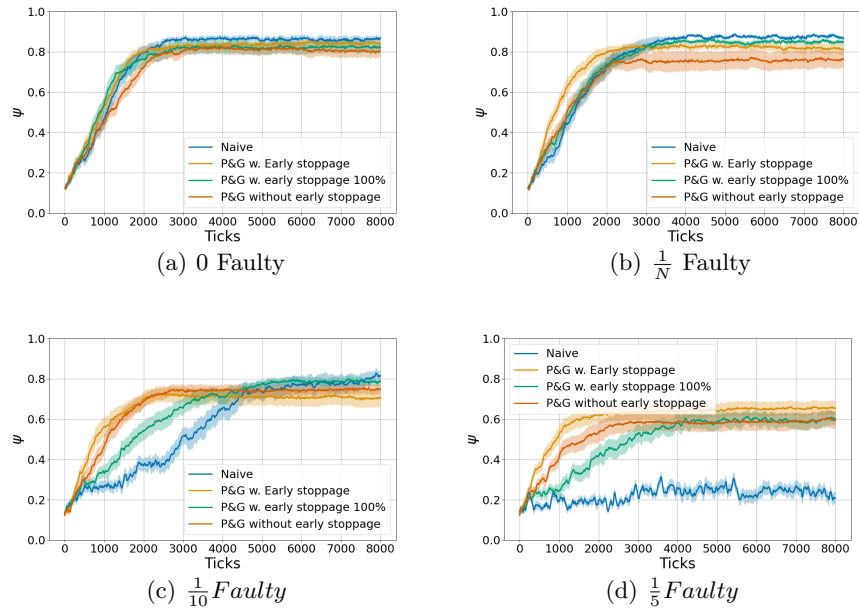 1.0
0.8
0.6
0.4
0.2
0.0
ψ
0 1000 2000 3000 4000 5000 6000 7000 8000
Ticks
Naive
P&G w. Early stoppage
P&G w. early stoppage 100%
P&G without early stoppage
(a) 0 Faulty
1.0
0.8
0.6
0.4
0.2
0.0
ψ
0 1000 2000 3000 4000 5000 6000 7000 8000
Ticks
Naive
P&G w. Early stoppage
P&G w. early stoppage 100%
P&G without early stoppage
(b) 1/N Faulty
1.0
0.8
0.6
0.4
0.2
0.0
ψ
0 1000 2000 3000 4000 5000 6000 7000 8000
Ticks
Naive
P&G w. Early stoppage
P&G w. early stoppage 100%
P&G without early stoppage
(c) 1/10 Faulty
1.0
0.8
0.6
0.4
0.2
0.0
ψ
Naive
P&G w. Early stoppage
P&G w. early stoppage 100%
P&G without early stoppage
0 1000 2000 3000 4000 5000 6000 7000 8000
Ticks
(d) 1/5 Faulty